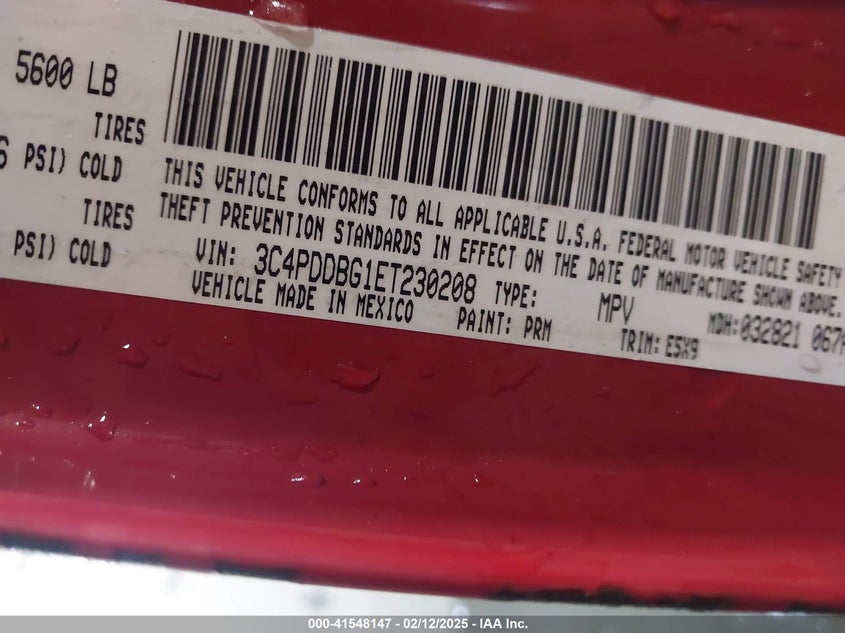 5600 LB
TIRES
PSI) COLD
TIRES
PSI) COLD
THIS VEHICLE CONFORMS TO ALL APPLICABLE U.S.A. FEDERAL MOTOR VEHICLE SAFETY
THEFT PREVENTION STANDARDS IN EFFECT ON THE DATE OF MANUFACTURE SHOWN ABOVE.
VIN: 3C4PDDBG1ET230208 TYPE: MPV MDH:032821
VEHICLE MADE IN MEXICO PAINT: PRM TRIM: E5X9
000-41548147 - 02/12/2025 - IAA Inc.